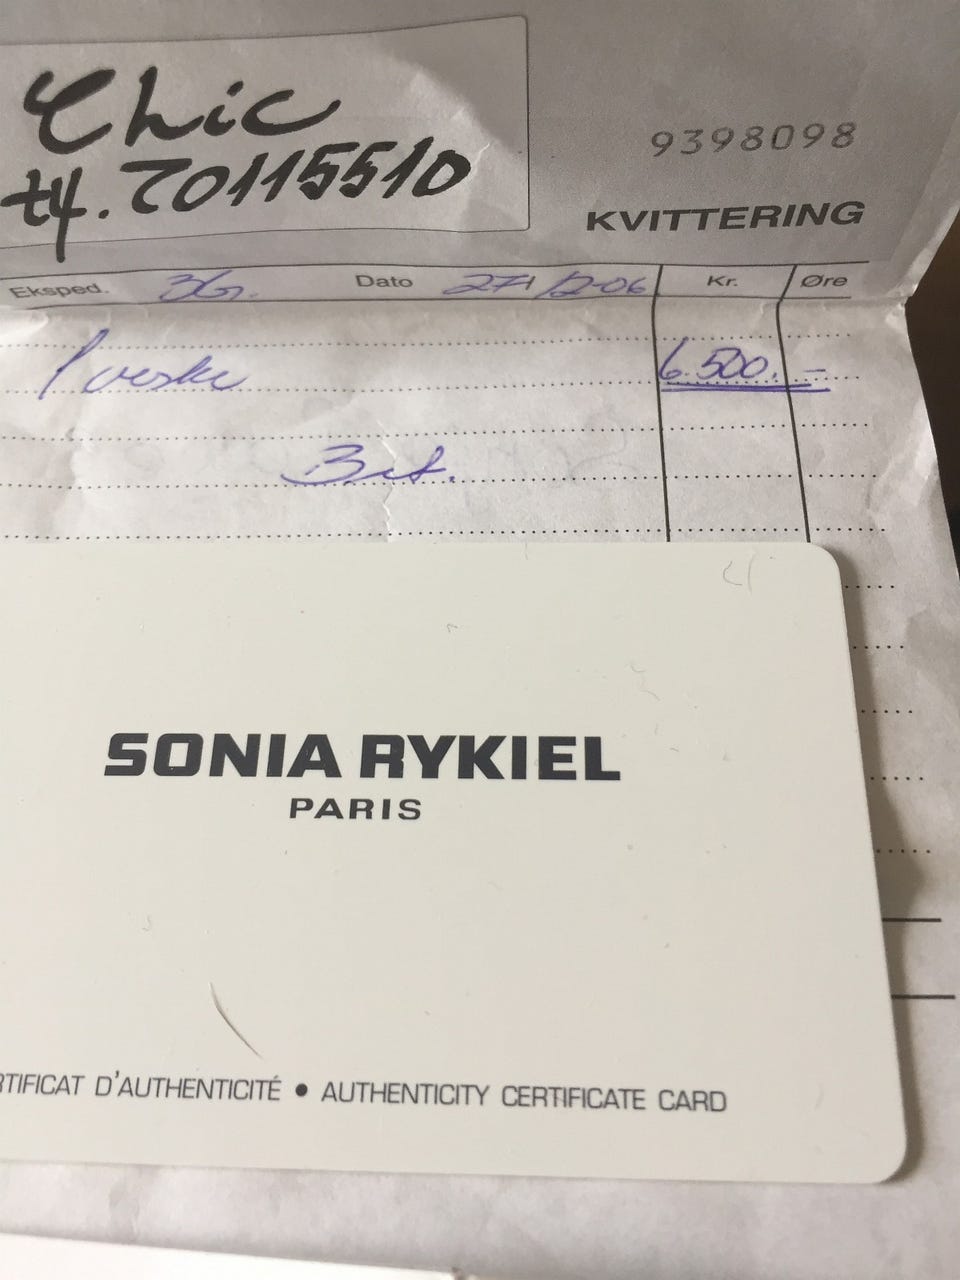 Chic
tlf. 70115510
9398098
KVITTERING
Eksped. Dato 27/12-06 Kr. Øre
1 veske 6.500.-
Bet.
SONIA RYKIEL
PARIS
RTIFICAT D'AUTHENTICITÉ • AUTHENTICITY CERTIFICATE CARD